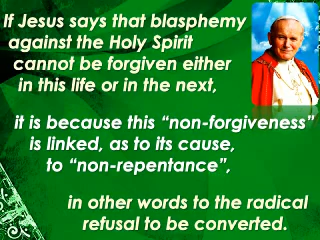 If Jesus says that blasphemy
against the Holy Spirit
cannot be forgiven either
in this life or in the next,
it is because this “non-forgiveness”
is linked, as to its cause,
to “non-repentance”,
in other words to the radical
refusal to be converted.